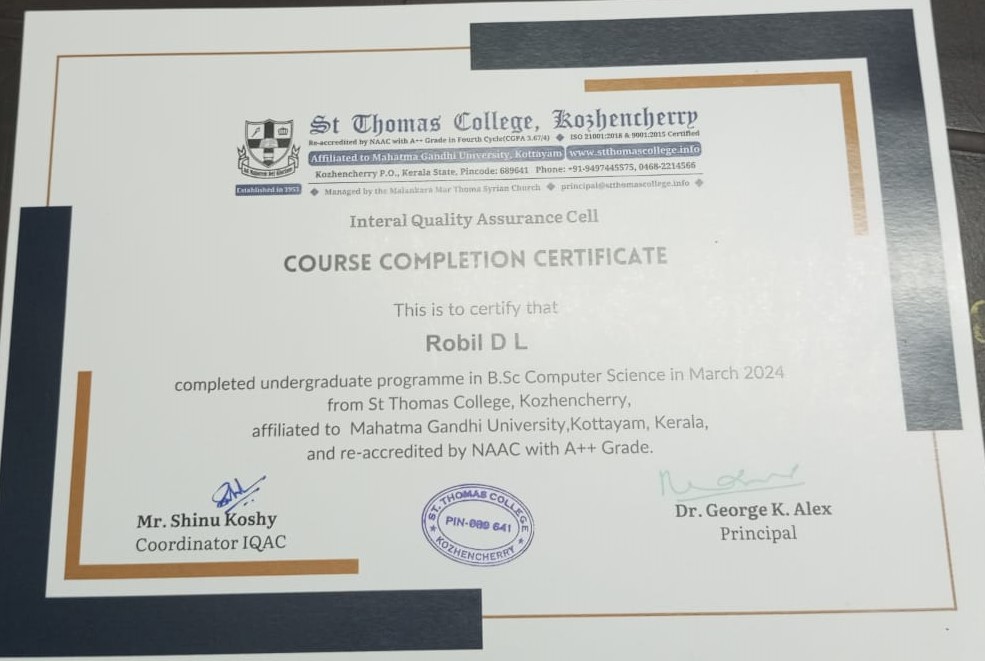 St Thomas College, Kozhencherry
Re-accredited by NAAC with A++ Grade in Fourth Cycle(CGPA 3.67/4) ◆ ISO 21001:2018 & 9001:2015 Certified
Affiliated to Mahatma Gandhi University, Kottayam www.stthomascollege.info
Kozhencherry P.O., Kerala State, Pincode: 689641 Phone: +91-9497445575, 0468-2214566
Established in 1953
◆ Managed by the Malankara Mar Thoma Syrian Church ◆ principal@stthomascollege.info ◆
Interal Quality Assurance Cell
COURSE COMPLETION CERTIFICATE
This is to certify that
Robil D L
completed undergraduate programme in B.Sc Computer Science in March 2024
from St Thomas College, Kozhencherry,
affiliated to Mahatma Gandhi University,Kottayam, Kerala,
and re-accredited by NAAC with A++ Grade.
Mr. Shinu Koshy
Coordinator IQAC
ST. THOMAS COLLEGE
PIN-689 641
KOZHENCHERRY
Dr. George K. Alex
Principal